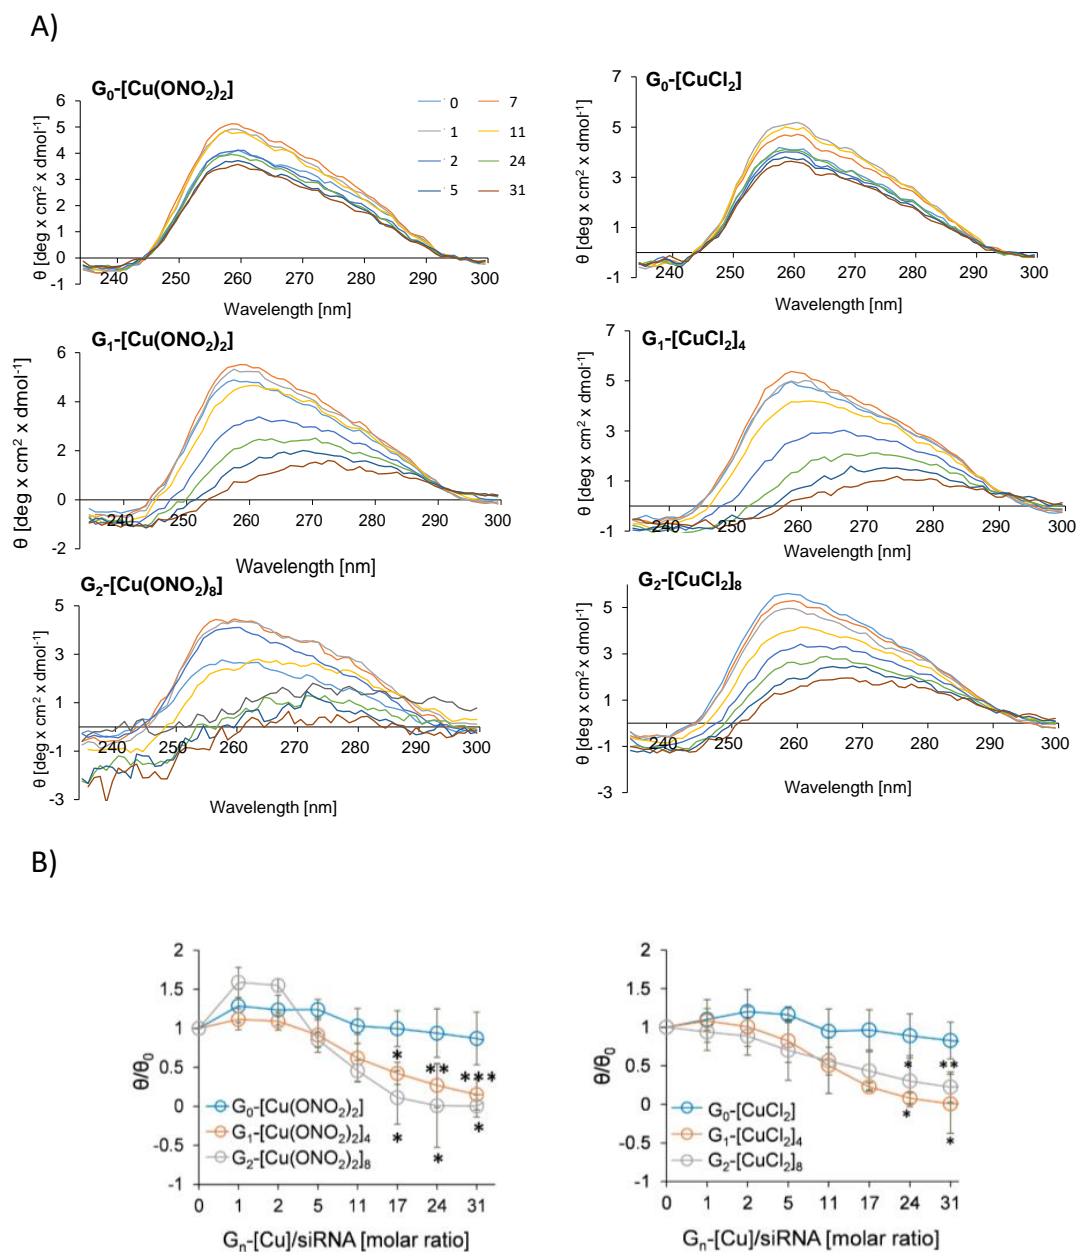 A)
G₀-[Cu(ONO₂)₂]
6
5
4
3
2
1
0
-1
240 250 260 270 280 290 300
θ [deg x cm² x dmol⁻¹]
Wavelength [nm]
0 7
1 11
2 24
5 31
G₀-[CuCl₂]
7
5
3
1
-1
240 250 260 270 280 290 300
θ [deg x cm² x dmol⁻¹]
Wavelength [nm]
G₁-[Cu(ONO₂)₂]
6
4
2
0
-2
240 250 260 270 280 290 300
θ [deg x cm² x dmol⁻¹]
Wavelength [nm]
G₁-[CuCl₂]₄
7
5
3
1
-1
240 250 260 270 280 290 300
θ [deg x cm² x dmol⁻¹]
Wavelength [nm]
G₂-[Cu(ONO₂)₈]
5
3
1
-1
-3
240 250 260 270 280 290 300
θ [deg x cm² x dmol⁻¹]
Wavelength [nm]
G₂-[CuCl₂]₈
5
3
1
-1
-3
240 250 260 270 280 290 300
θ [deg x cm² x dmol⁻¹]
Wavelength [nm]
B)
2
1.5
1
0.5
0
-0.5
-1
θ/θ₀
* ** ***
* * *
G₀-[Cu(ONO₂)₂]
G₁-[Cu(ONO₂)₂]₄
G₂-[Cu(ONO₂)₂]₈
0 1 2 5 11 17 24 31
Gₙ-[Cu]/siRNA [molar ratio]
2
1.5
1
0.5
0
-0.5
-1
θ/θ₀
* **
* *
G₀-[CuCl₂]
G₁-[CuCl₂]₄
G₂-[CuCl₂]₈
0 1 2 5 11 17 24 31
Gₙ-[Cu]/siRNA [molar ratio]